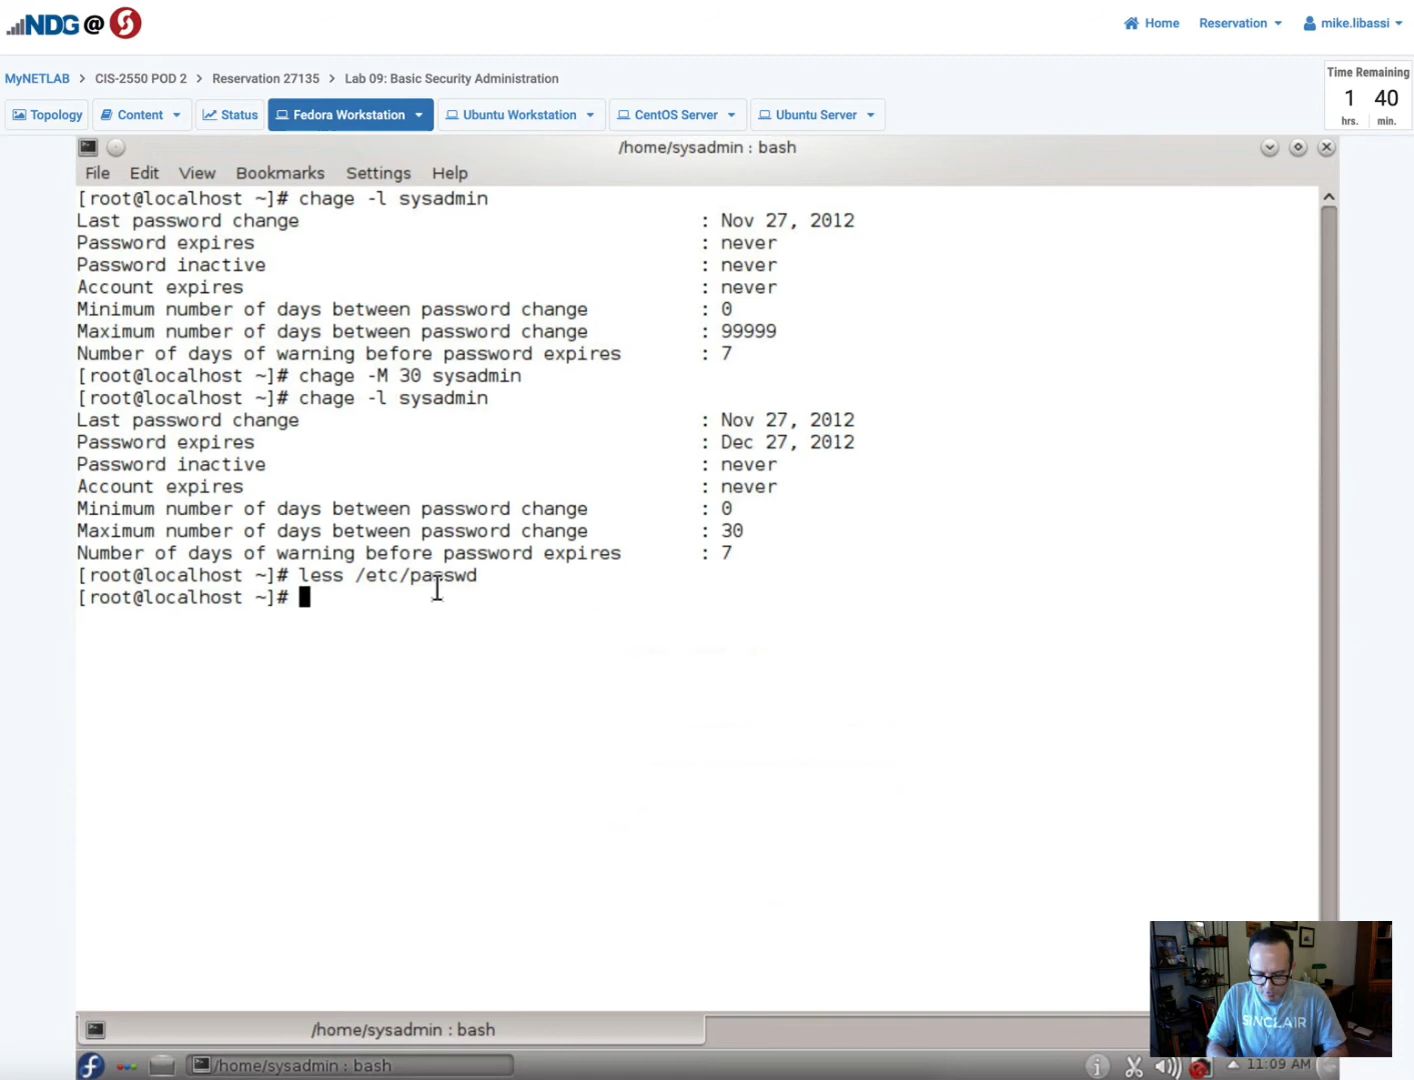 NDG @
Home Reservation mike.libassi
MyNETLAB > CIS-2550 POD 2 > Reservation 27135 > Lab 09: Basic Security Administration
Time Remaining
1 40
hrs. min.
Topology Content Status Fedora Workstation Ubuntu Workstation CentOS Server Ubuntu Server
/home/sysadmin : bash
File Edit View Bookmarks Settings Help
[root@localhost ~]# chage -l sysadmin
Last password change : Nov 27, 2012
Password expires : never
Password inactive : never
Account expires : never
Minimum number of days between password change : 0
Maximum number of days between password change : 99999
Number of days of warning before password expires : 7
[root@localhost ~]# chage -M 30 sysadmin
[root@localhost ~]# chage -l sysadmin
Last password change : Nov 27, 2012
Password expires : Dec 27, 2012
Password inactive : never
Account expires : never
Minimum number of days between password change : 0
Maximum number of days between password change : 30
Number of days of warning before password expires : 7
[root@localhost ~]# less /etc/passwd
[root@localhost ~]#
SINCLAIR
/home/sysadmin : bash
/home/sysadmin : bash
11:09 AM